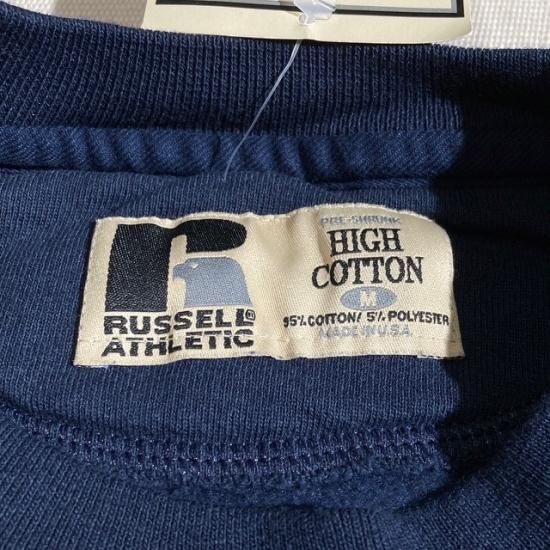 RUSSELL®
ATHLETIC
PRE-SHRUNK
HIGH
COTTON
M
95% COTTON/ 5% POLYESTER
MADE IN U.S.A.